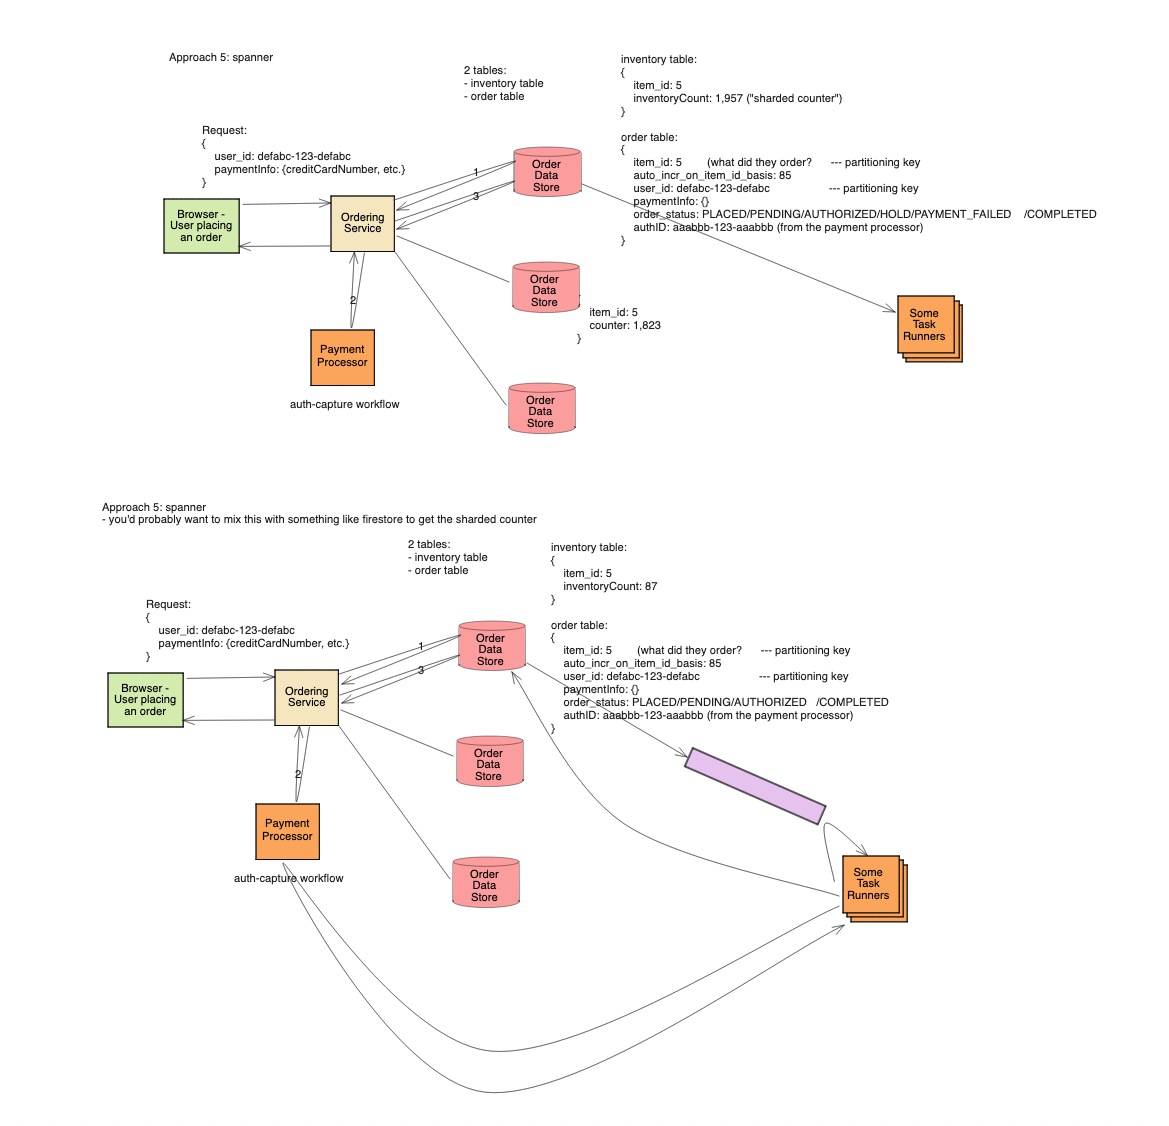 Approach 5: spanner
2 tables:
- inventory table
- order table
inventory table:
{
item_id: 5
inventoryCount: 1,957 ("sharded counter")
}
order table:
{
item_id: 5 (what did they order? --- partitioning key
auto_incr_on_item_id_basis: 85
user_id: defabc-123-defabc --- partitioning key
paymentInfo: {}
order_status: PLACED/PENDING/AUTHORIZED/HOLD/PAYMENT_FAILED /COMPLETED
authID: aaabbb-123-aaabbb (from the payment processor)
}
Request:
{
user_id: defabc-123-defabc
paymentInfo: {creditCardNumber, etc.}
}
Browser -
User placing
an order
Ordering
Service
1
3
Order
Data
Store
2
Payment
Processor
auth-capture workflow
Order
Data
Store
{
item_id: 5
counter: 1,823
}
Order
Data
Store
Some
Task
Runners
Approach 5: spanner
- you'd probably want to mix this with something like firestore to get the sharded counter
2 tables:
- inventory table
- order table
inventory table:
{
item_id: 5
inventoryCount: 87
}
order table:
{
item_id: 5 (what did they order? --- partitioning key
auto_incr_on_item_id_basis: 85
user_id: defabc-123-defabc --- partitioning key
paymentInfo: {}
order_status: PLACED/PENDING/AUTHORIZED /COMPLETED
authID: aaabbb-123-aaabbb (from the payment processor)
}
Request:
{
user_id: defabc-123-defabc
paymentInfo: {creditCardNumber, etc.}
}
Browser -
User placing
an order
Ordering
Service
1
3
Order
Data
Store
2
Payment
Processor
auth-capture workflow
Order
Data
Store
Order
Data
Store
Some
Task
Runners